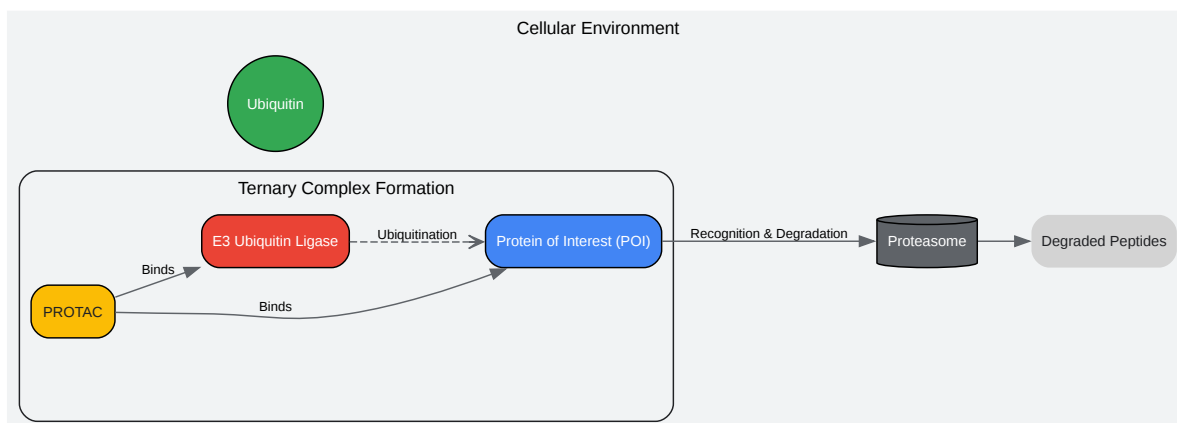 Cellular Environment
Ubiquitin
Ternary Complex Formation
E3 Ubiquitin Ligase
Ubiquitination
Protein of Interest (POI)
Recognition & Degradation
Proteasome
Degraded Peptides
Binds
PROTAC
Binds